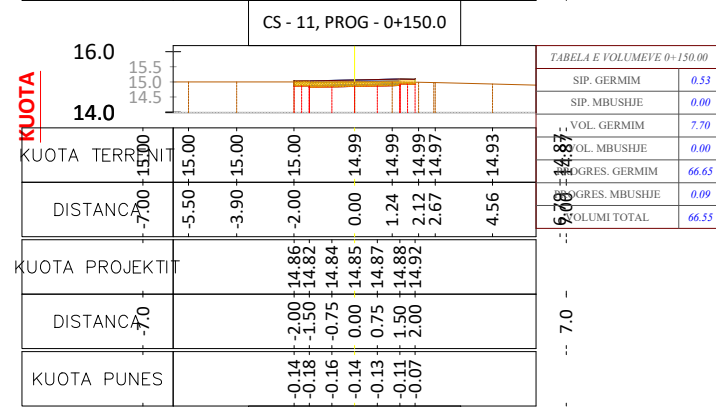 CS - 11, PROG - 0+150.0
16.0
15.5
15.0
14.5
14.0
KUOTA
TABELA E VOLUMEVE 0+150.00
SIP. GERMIM 0.53
SIP. MBUSHJE 0.00
VOL. GERMIM 7.70
VOL. MBUSHJE 0.00
PROGRES. GERMIM 66.65
PROGRES. MBUSHJE 0.09
VOLUMI TOTAL 66.55
KUOTA TERRENIT 15.00 15.00 15.00 15.00 14.99 14.99 14.99 14.97 14.93 14.87
DISTANCA -7.00 -5.50 -3.90 -2.00 0.00 1.24 2.12 2.67 4.56 6.79 7.00
KUOTA PROJEKTIT 14.86 14.82 14.84 14.85 14.87 14.88 14.92
DISTANCA -7.0 -2.00 -1.50 -0.75 0.00 0.75 1.50 2.00 7.0
KUOTA PUNES -0.14 -0.18 -0.16 -0.14 -0.13 -0.11 -0.07